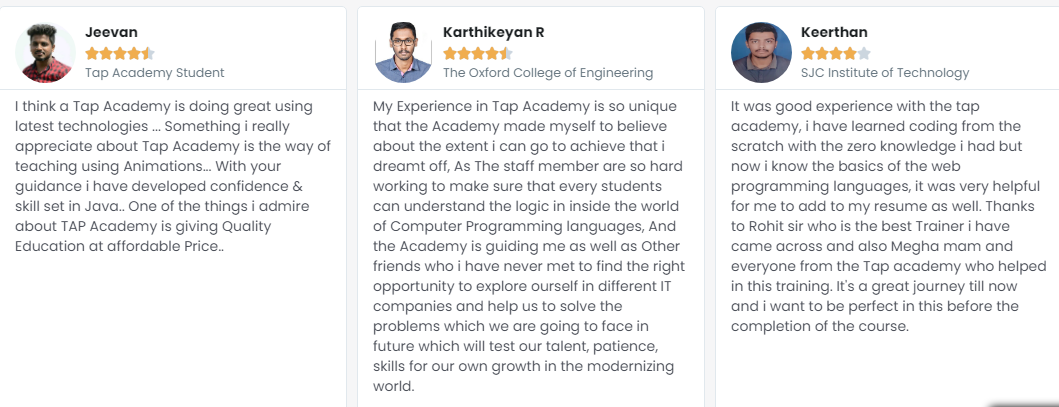 Jeevan
Tap Academy Student
I think a Tap Academy is doing great using
latest technologies ... Something i really
appreciate about Tap Academy is the way of
teaching using Animations... With your
guidance i have developed confidence &
skill set in Java.. One of the things i admire
about TAP Academy is giving Quality
Education at affordable Price..
Karthikeyan R
The Oxford College of Engineering
My Experience in Tap Academy is so unique
that the Academy made myself to believe
about the extent i can go to achieve that i
dreamt off, As The staff member are so hard
working to make sure that every students
can understand the logic in inside the world
of Computer Programming languages, And
the Academy is guiding me as well as Other
friends who i have never met to find the right
opportunity to explore ourself in different IT
companies and help us to solve the
problems which we are going to face in
future which will test our talent, patience,
skills for our own growth in the modernizing
world.
Keerthan
SJC Institute of Technology
It was good experience with the tap
academy, i have learned coding from the
scratch with the zero knowledge i had but
now i know the basics of the web
programming languages, it was very helpful
for me to add to my resume as well. Thanks
to Rohit sir who is the best Trainer i have
came across and also Megha mam and
everyone from the Tap academy who helped
in this training. It's a great journey till now
and i want to be perfect in this before the
completion of the course.